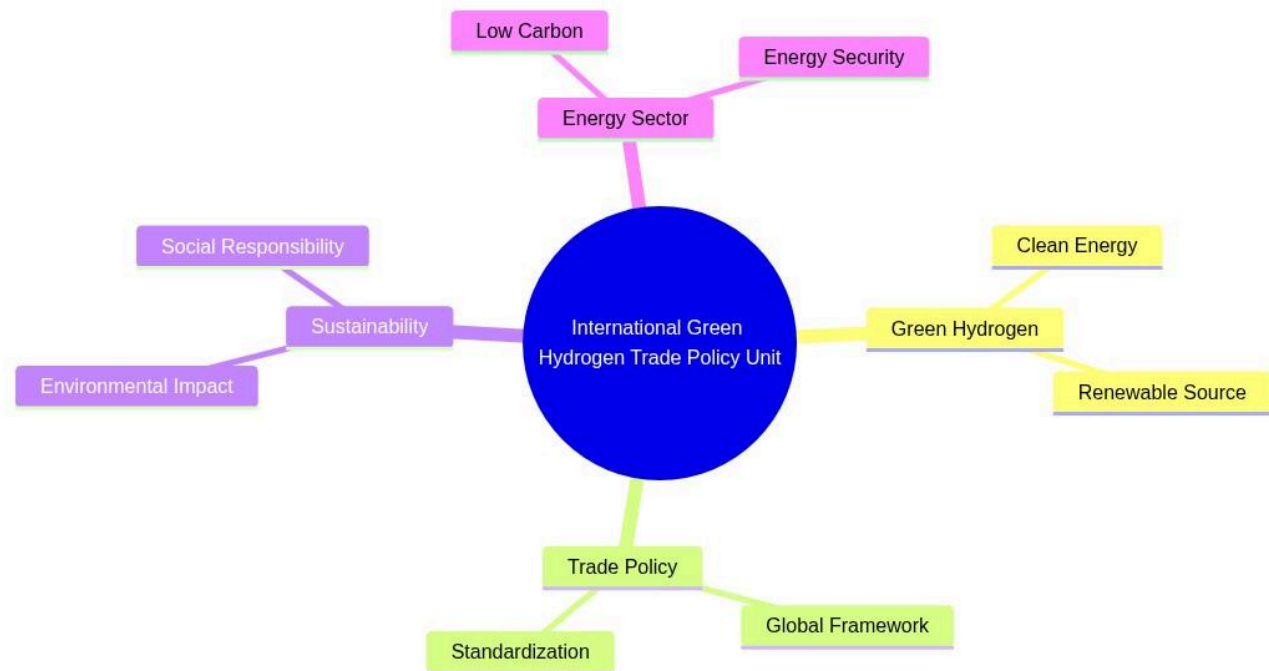 Low Carbon
Energy Security
Energy Sector
Social Responsibility
Clean Energy
Sustainability
International Green
Hydrogen Trade Policy Unit
Green Hydrogen
Environmental Impact
Renewable Source
Trade Policy
Global Framework
Standardization